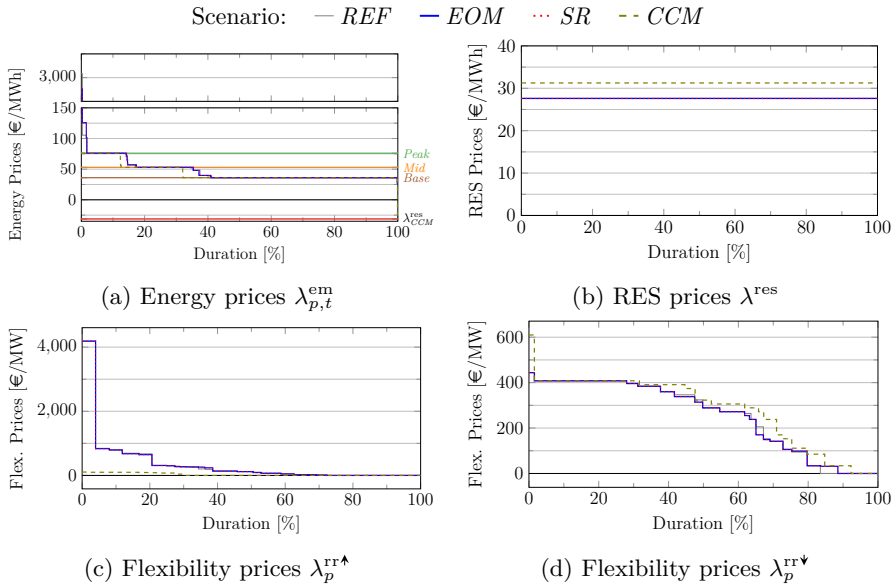 Scenario: REF EOM SR CCM
Energy Prices [€/MWh]
3,000
150
100
50
0
Peak
Mid
Base
λ^res_CCM
0 20 40 60 80 100
Duration [%]
(a) Energy prices λ^em_p,t
RES Prices [€/MWh]
40
30
20
10
0
0 20 40 60 80 100
Duration [%]
(b) RES prices λ^res
Flex. Prices [€/MW]
4,000
2,000
0
0 20 40 60 80 100
Duration [%]
(c) Flexibility prices λ^rr↑_p
Flex. Prices [€/MW]
600
400
200
0
0 20 40 60 80 100
Duration [%]
(d) Flexibility prices λ^rr↓_p